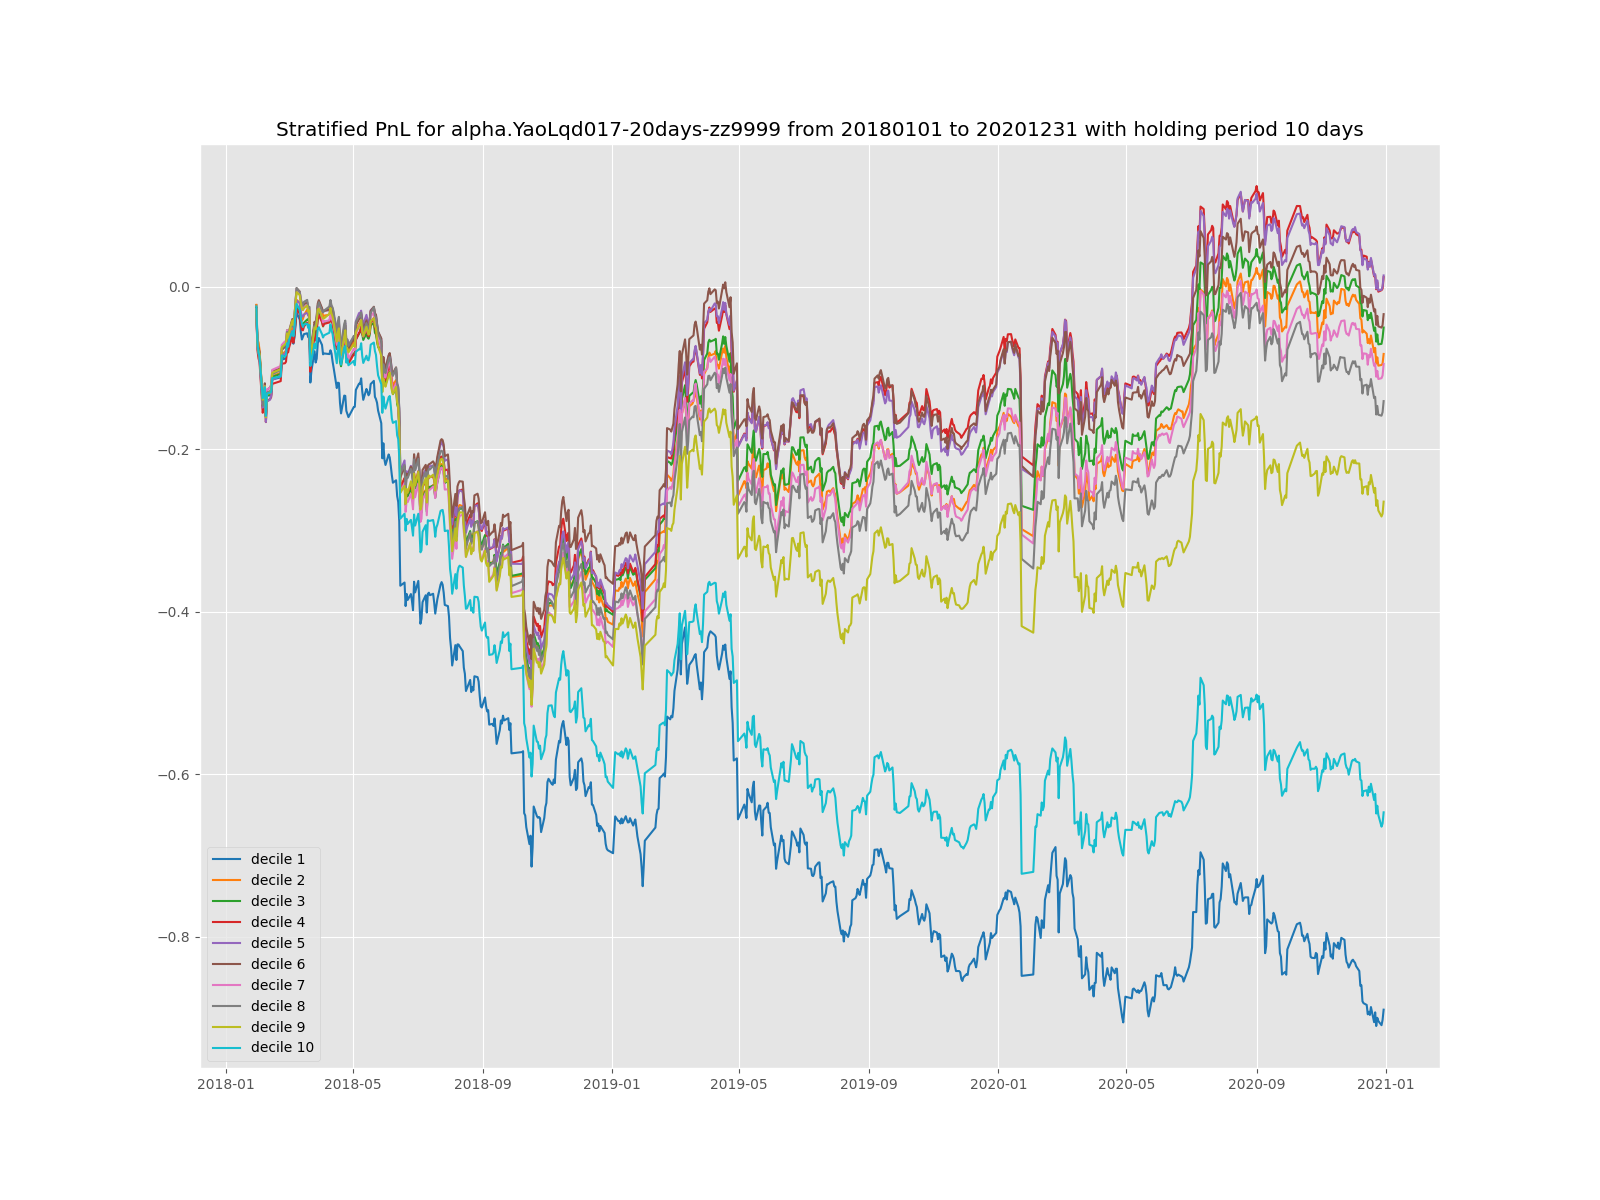 Stratified PnL for alpha.YaoLqd017-20days-zz9999 from 20180101 to 20201231 with holding period 10 days
0.0
−0.2
−0.4
−0.6
−0.8
decile 1
decile 2
decile 3
decile 4
decile 5
decile 6
decile 7
decile 8
decile 9
decile 10
2018-01 2018-05 2018-09 2019-01 2019-05 2019-09 2020-01 2020-05 2020-09 2021-01